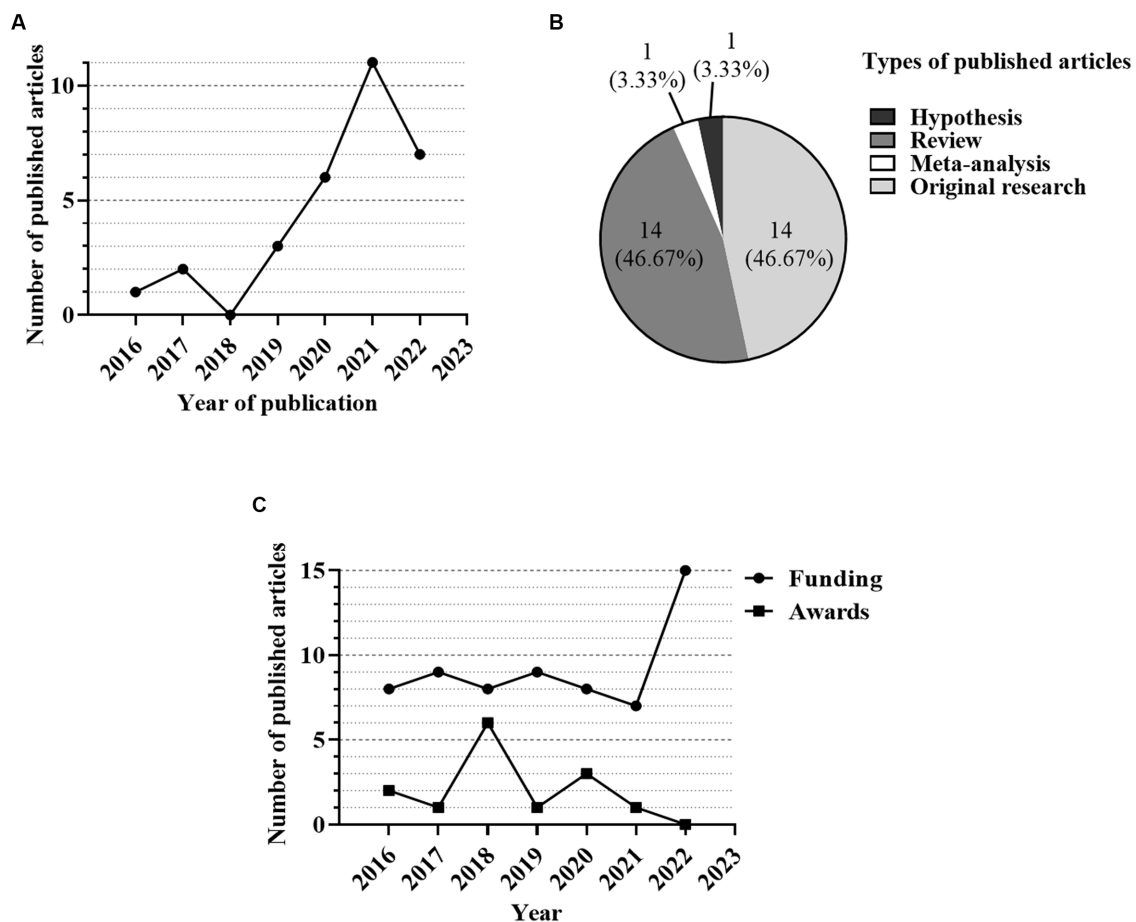 A
Number of published articles
10
5
0
2016
2017
2018
2019
2020
2021
2022
2023
Year of publication
B
1
(3.33%)
1
(3.33%)
14
(46.67%)
14
(46.67%)
Types of published articles
Hypothesis
Review
Meta-analysis
Original research
C
Number of published articles
15
10
5
0
2016
2017
2018
2019
2020
2021
2022
2023
Year
Funding
Awards